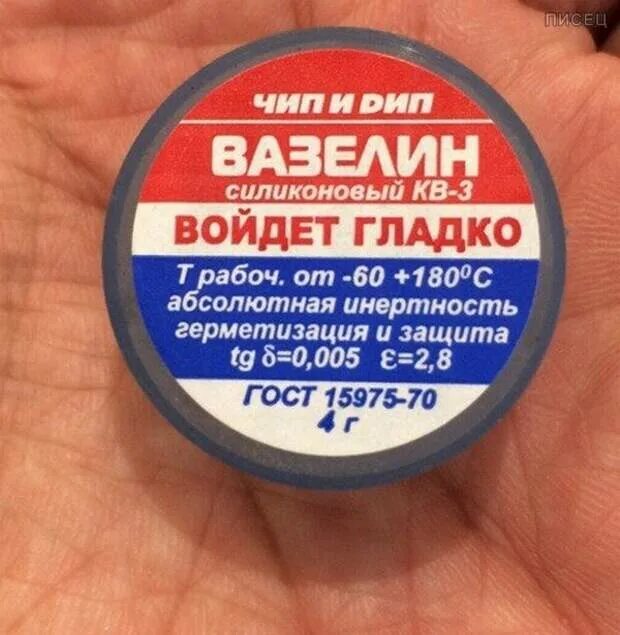 ПИСЕЦ
ЧИП И DИП
ВАЗЕЛИН
СИЛИКОНОВЫЙ КВ-3
ВОЙДЕТ ГЛАДКО
Т рабоч. от -60 +180⁰С
абсолютная инертность
герметизация и защита
tg δ=0,005 ε=2,8
ГОСТ 15975-70
4 г